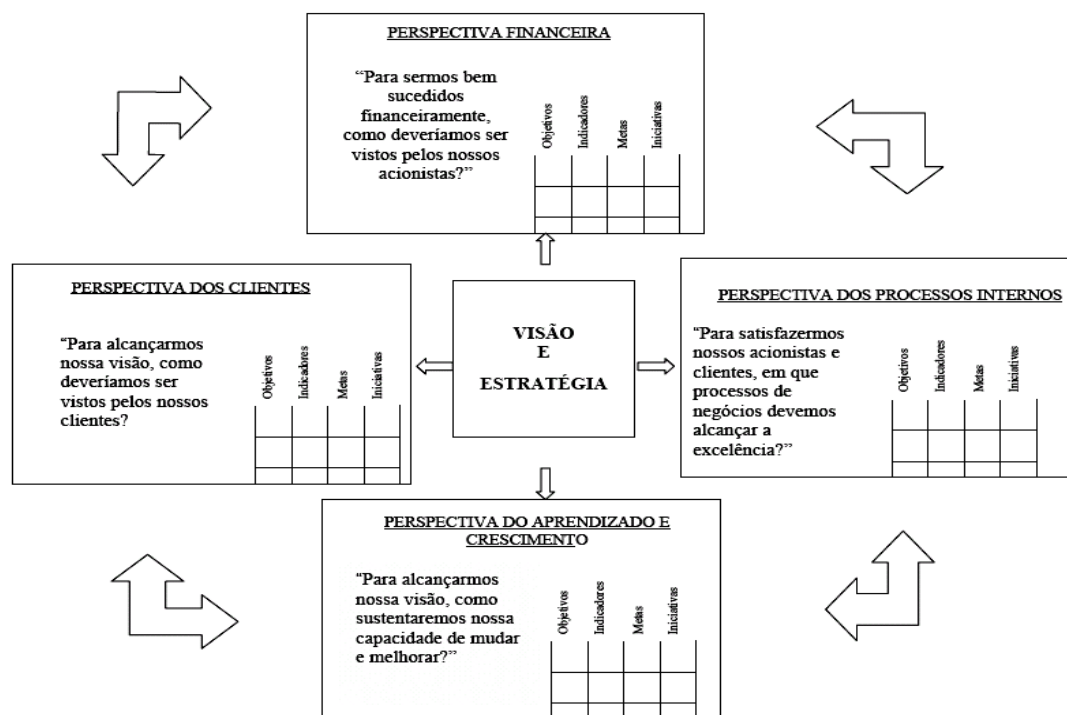 PERSPECTIVA FINANCEIRA
“Para sermos bem
sucedidos
financeiramente,
como deveríamos ser
vistos pelos nossos
acionistas?”
Objetivos
Indicadores
Metas
Iniciativas
PERSPECTIVA DOS CLIENTES
“Para alcançarmos
nossa visão, como
deveríamos ser
vistos pelos nossos
clientes?
Objetivos
Indicadores
Metas
Iniciativas
VISÃO
E
ESTRATÉGIA
PERSPECTIVA DOS PROCESSOS INTERNOS
“Para satisfazermos
nossos acionistas e
clientes, em que
processos de
negócios devemos
alcançar a
excelência?”
Objetivos
Indicadores
Metas
Iniciativas
PERSPECTIVA DO APRENDIZADO E
CRESCIMENTO
“Para alcançarmos
nossa visão, como
sustentaremos nossa
capacidade de mudar
e melhorar?”
Objetivos
Indicadores
Metas
Iniciativas